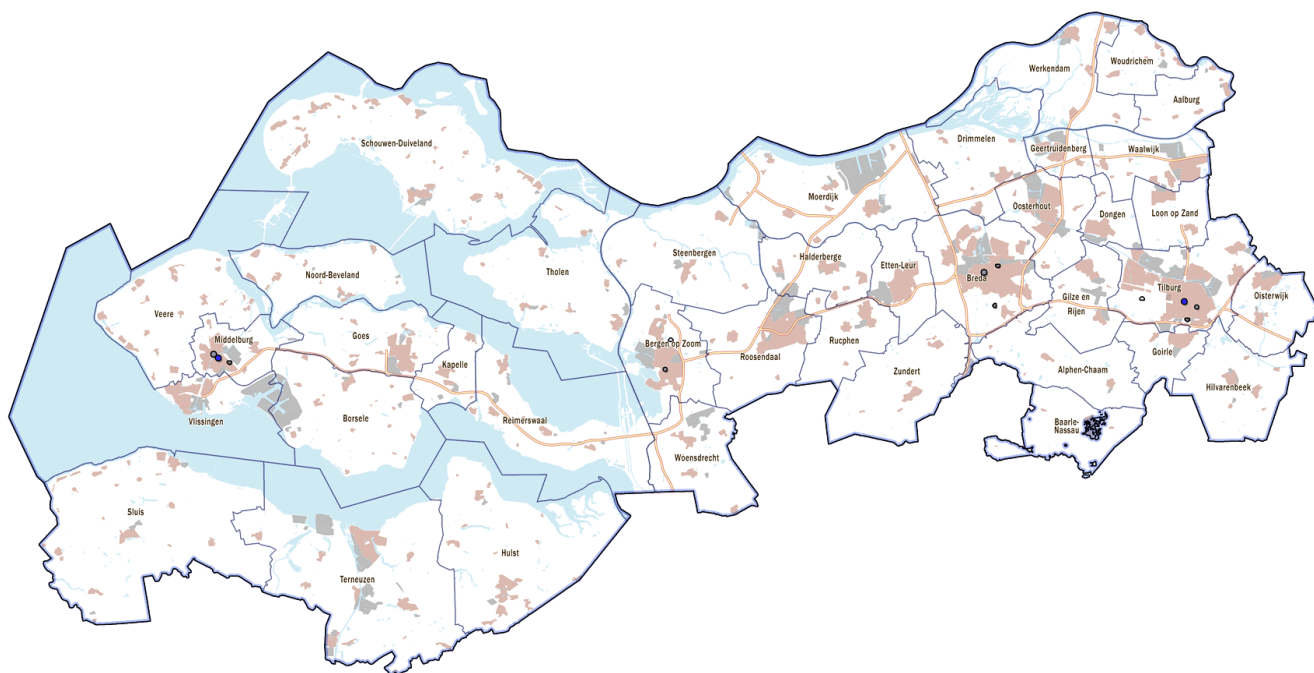 Werkendam
Woudrichem
Aalburg
Schouwen-Duiveland
Drimmelen
Geertruidenberg
Waalwijk
Moerdijk
Oosterhout
Dongen
Loon op Zand
Steenbergen
Halderberge
Etten-Leur
Tholen
Noord-Beveland
Breda
Tilburg
Gilze en
Rijen
Oisterwijk
Veere
Middelburg
Goes
Kapelle
Bergen op Zoom
Roosendaal
Rucphen
Goirle
Zundert
Alphen-Chaam
Hilvarenbeek
Vlissingen
Borsele
Reimerswaal
Baarle-
Nassau
Woensdrecht
Sluis
Hulst
Terneuzen